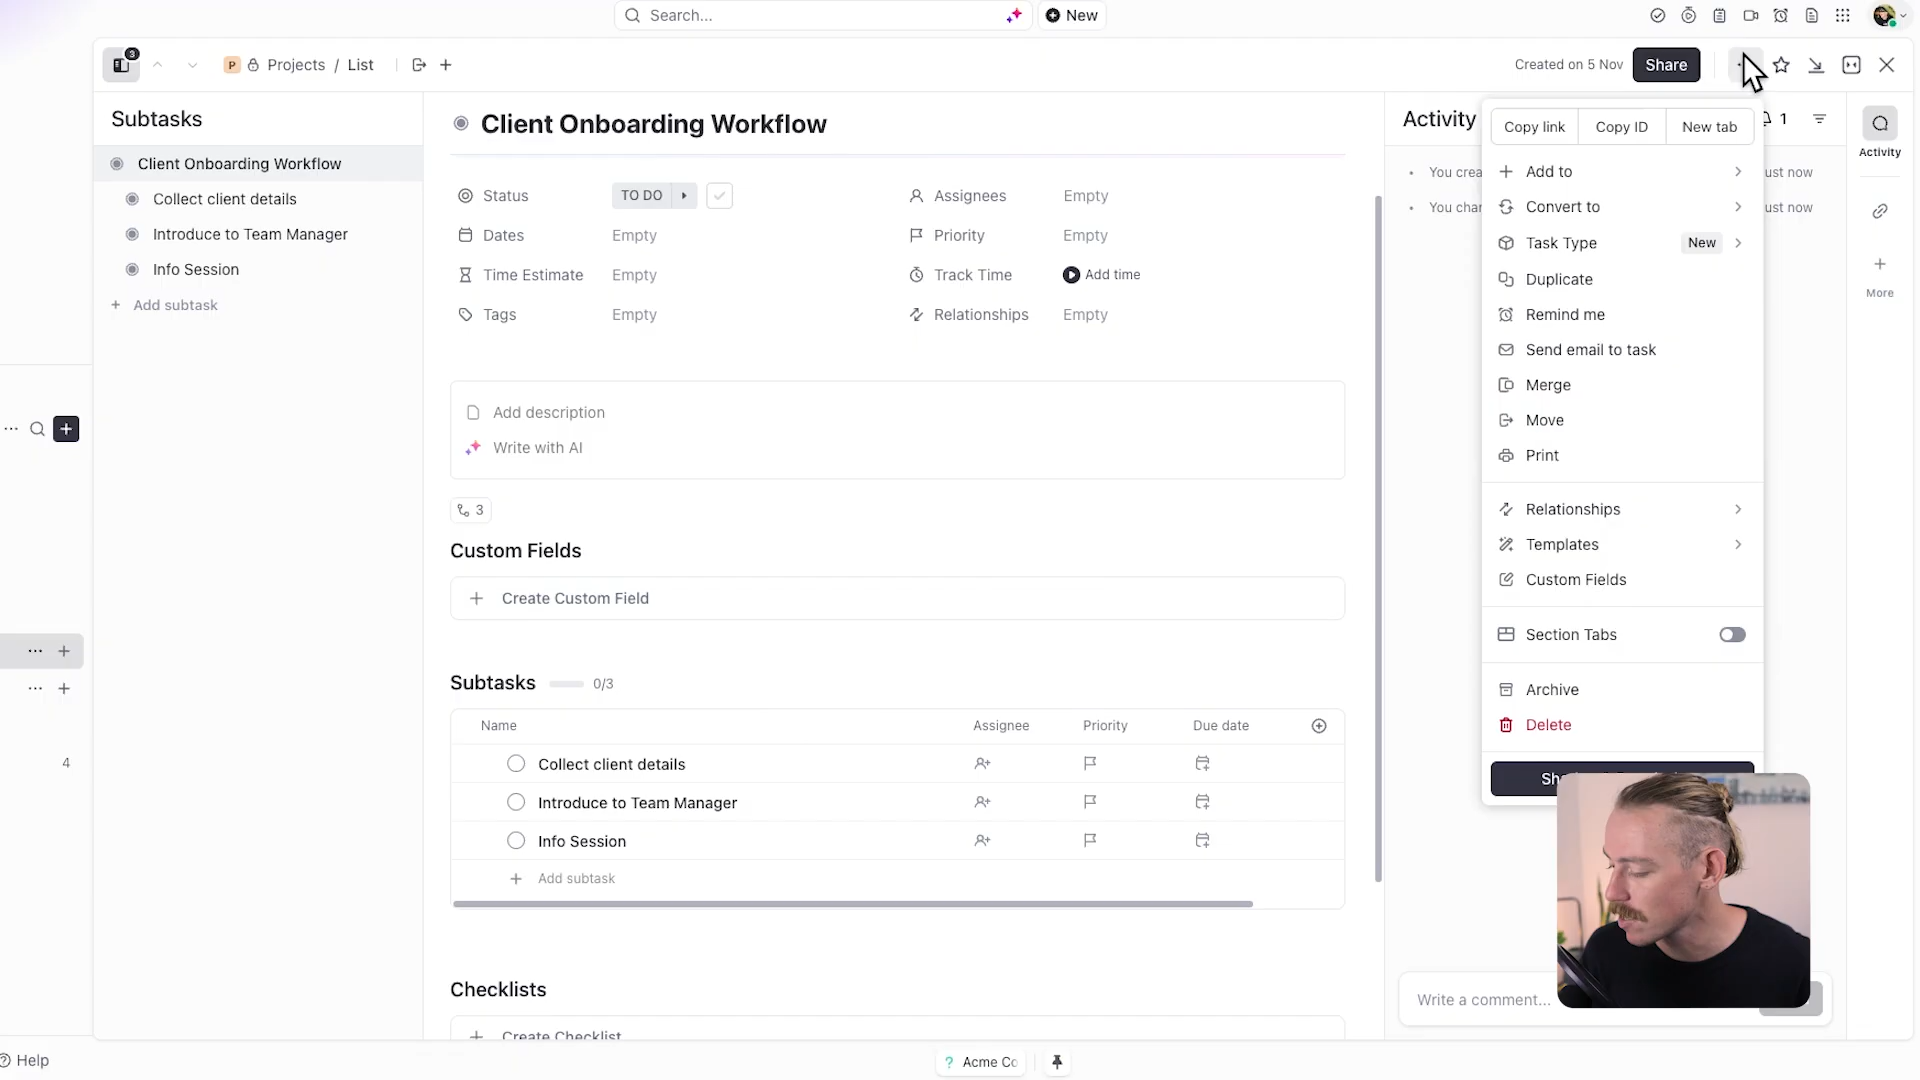 Search...
New
3
P
Projects / List
Created on 5 Nov
Share
Subtasks
Client Onboarding Workflow
Collect client details
Introduce to Team Manager
Info Session
Add subtask
4
Help
Client Onboarding Workflow
Status
TO DO
Assignees
Empty
Dates
Empty
Priority
Empty
Time Estimate
Empty
Track Time
Add time
Tags
Empty
Relationships
Empty
Add description
Write with AI
3
Custom Fields
Create Custom Field
Subtasks
0/3
Name
Assignee
Priority
Due date
Collect client details
Introduce to Team Manager
Info Session
Add subtask
Checklists
Create Checklist
Activity
1
You
just now
You
just now
Copy link
Copy ID
New tab
Add to
Convert to
Task Type
New
Duplicate
Remind me
Send email to task
Merge
Move
Print
Relationships
Templates
Custom Fields
Section Tabs
Archive
Delete
Write a comment...
Activity
More
? Acme Co